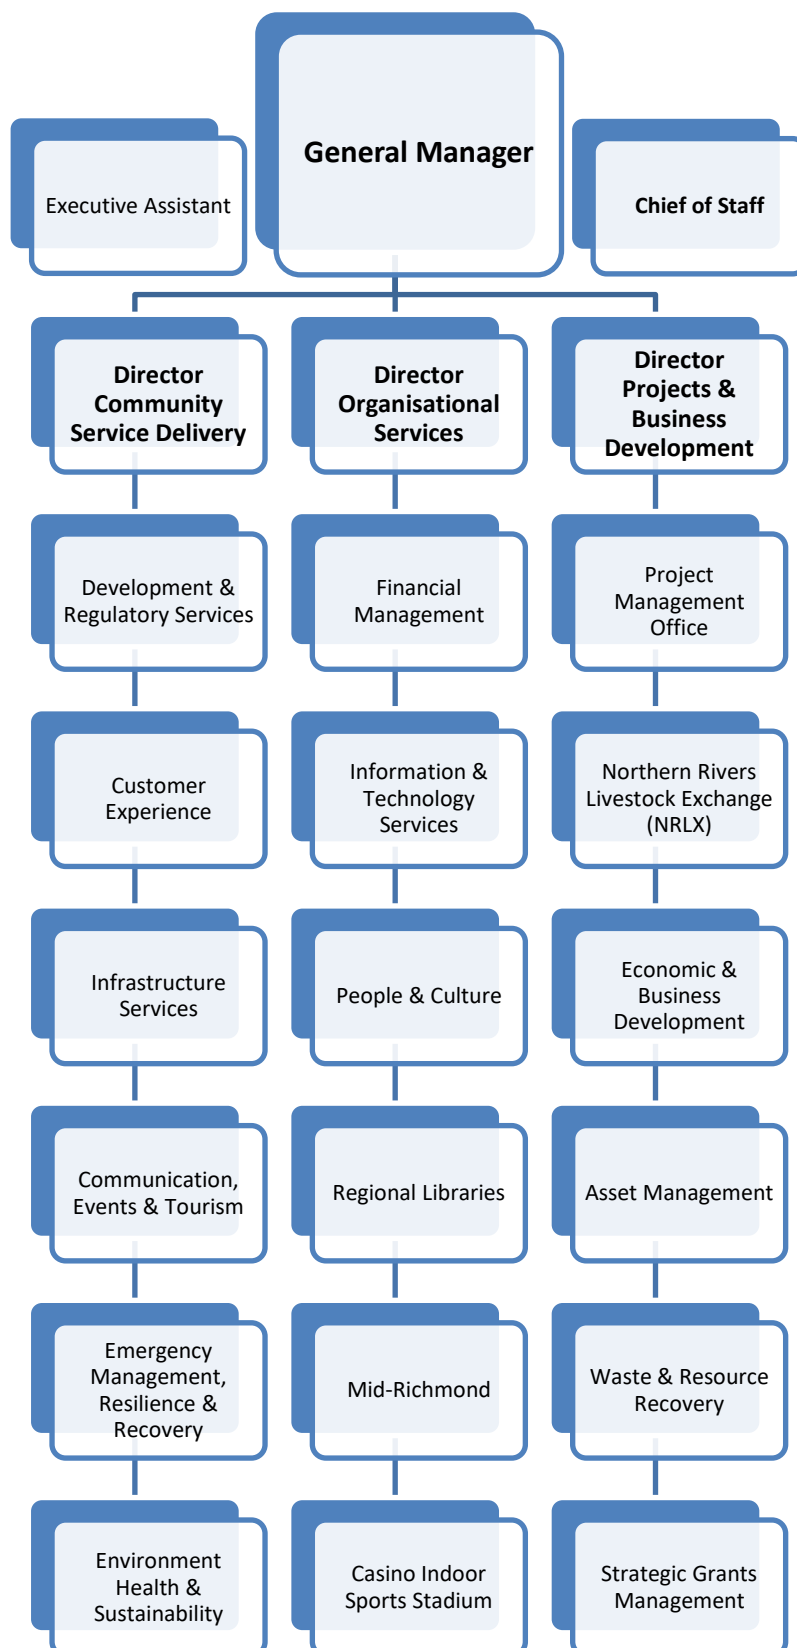 General Manager
Executive Assistant
Chief of Staff
Director
Community
Service Delivery
Development &
Regulatory Services
Customer
Experience
Infrastructure
Services
Communication,
Events & Tourism
Emergency
Management,
Resilience &
Recovery
Environment
Health &
Sustainability
Director
Organisational
Services
Financial
Management
Information &
Technology
Services
People & Culture
Regional Libraries
Mid-Richmond
Casino Indoor
Sports Stadium
Director
Projects &
Business
Development
Project
Management
Office
Northern Rivers
Livestock Exchange
(NRLX)
Economic &
Business
Development
Asset Management
Waste & Resource
Recovery
Strategic Grants
Management